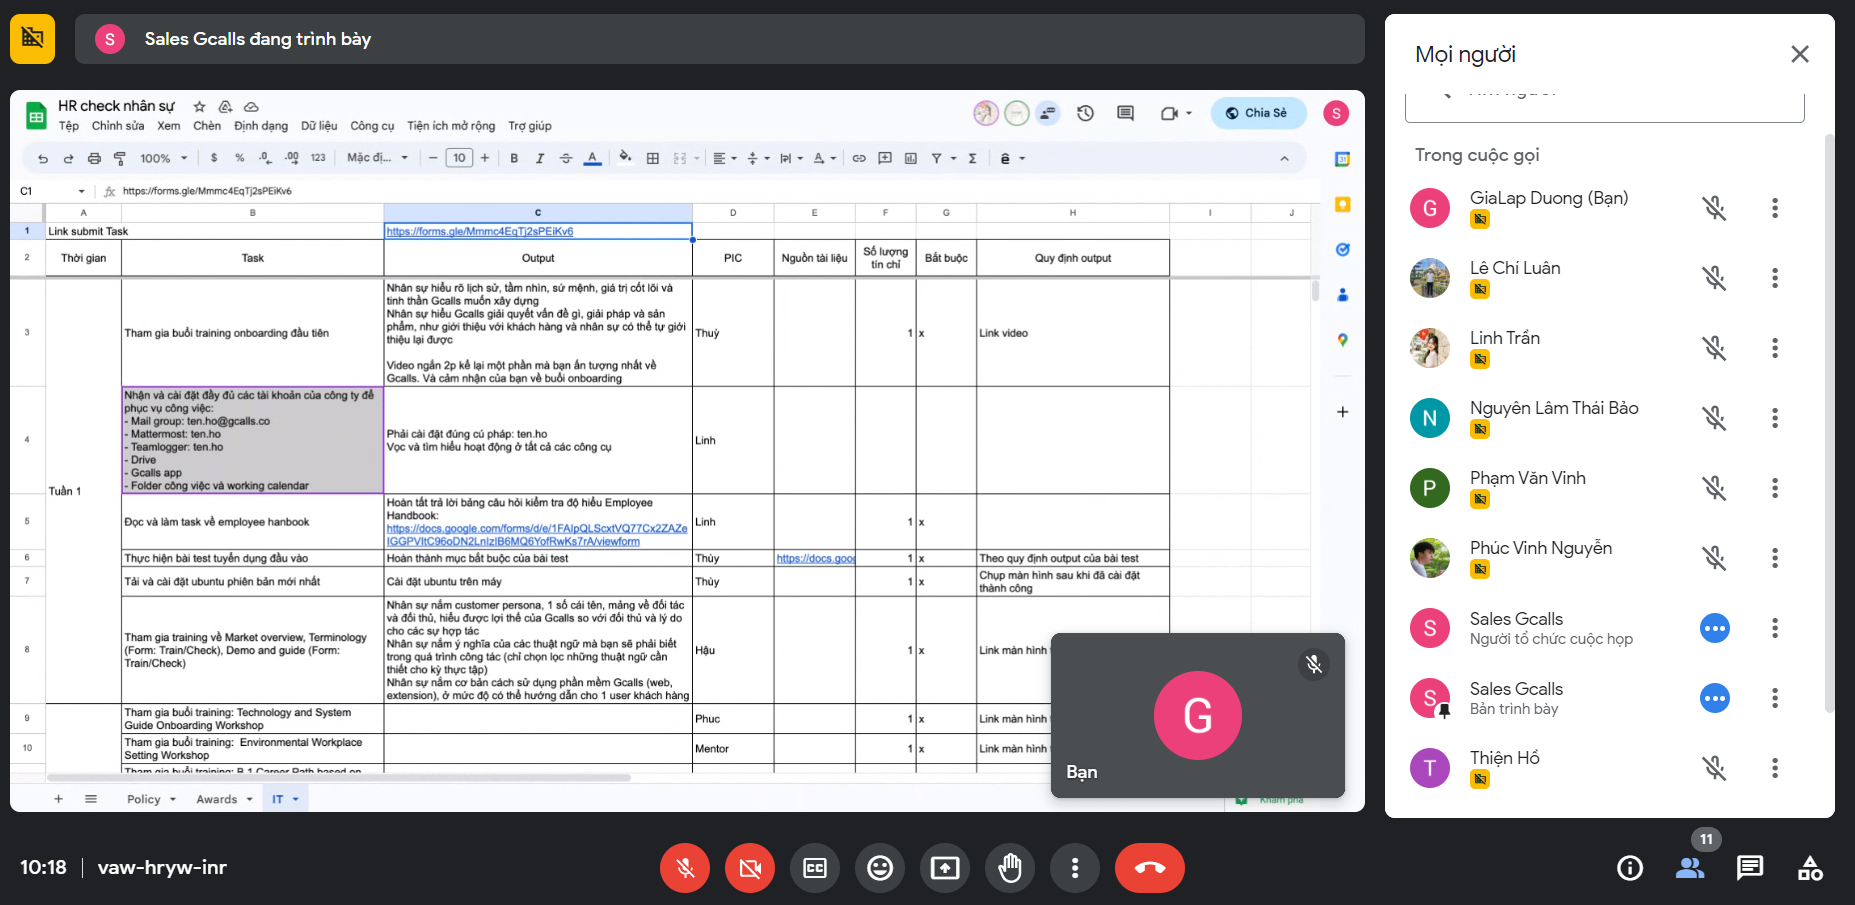 S
Sales Gcalls đang trình bày
HR check nhân sự
Tệp Chỉnh sửa Xem Chèn Định dạng Dữ liệu Công cụ Tiện ích mở rộng Trợ giúp
Chia Sẻ
S
100% $ % .0 .00 123 Mặc đị... 10 B I A
C1
https://forms.gle/Mmmc4EqTj2sPEiKv6
A B C D E F G H I J
1 Link submit Task https://forms.gle/Mmmc4EqTj2sPEiKv6
2 Thời gian Task Output PIC Nguồn tài liệu Số lượng tín chỉ Bắt buộc Quy định output
Tuần 1
3 Tham gia buổi training onboarding đầu tiên
Nhân sự hiểu rõ lịch sử, tầm nhìn, sứ mệnh, giá trị cốt lõi và
tinh thần Gcalls muốn xây dựng
Nhân sự hiểu Gcalls giải quyết vấn đề gì, giải pháp và sản
phẩm, như giới thiệu với khách hàng và nhân sự có thể tự giới
thiệu lại được
Video ngắn 2p kể lại một phần mà bạn ấn tượng nhất về
Gcalls. Và cảm nhận của bạn về buổi onboarding
Thuỳ 1 x Link video
4 Nhận và cài đặt đầy đủ các tài khoản của công ty để
phục vụ công việc:
- Mail group: ten.ho@gcalls.co
- Mattermost: ten.ho
- Teamlogger: ten.ho
- Drive
- Gcalls app
- Folder công việc và working calendar
Phải cài đặt đúng cú pháp: ten.ho
Vọc và tìm hiểu hoạt động ở tất cả các công cụ
Linh
5 Đọc và làm task về employee hanbook
Hoàn tất trả lời bảng câu hỏi kiểm tra độ hiểu Employee
Handbook:
Linh 1 x
6 Thực hiện bài test tuyển dụng đầu vào Hoàn thành mục bắt buộc của bài test Thủy https://docs.goo 1 x Theo quy định output của bài test
7 Tải và cài đặt ubuntu phiên bản mới nhất Cài đặt ubuntu trên máy Thủy 1 x Chụp màn hình sau khi đã cài đặt
thành công
8 Tham gia training về Market overview, Terminology
(Form: Train/Check), Demo and guide (Form:
Train/Check)
Nhân sự nắm customer persona, 1 số cái tên, mảng về đối tác
và đối thủ, hiểu được lợi thế của Gcalls so với đối thủ và lý do
cho các sự hợp tác
Nhân sự nắm ý nghĩa của các thuật ngữ mà bạn sẽ phải biết
trong quá trình công tác (chỉ chọn lọc những thuật ngữ cần
thiết cho kỳ thực tập)
Nhân sự nắm cơ bản cách sử dụng phần mềm Gcalls (web,
extension), ở mức độ có thể hướng dẫn cho 1 user khách hàng
Hậu 1 x Link màn hình
9 Tham gia buổi training: Technology and System
Guide Onboarding Workshop
Phuc 1 x Link màn hình
10 Tham gia buổi training: Environmental Workplace
Setting Workshop
Mentor 1 x Link màn hình
Tham gia buổi training: B.1 Career Path based on
Policy Awards IT
Khám phá
G
Bạn
10:18 | vaw-hryw-inr
CC
11
Mọi người
Trong cuộc gọi
G GiaLap Duong (Bạn)
Lê Chí Luân
Linh Trần
N Nguyên Lâm Thái Bảo
P Phạm Văn Vinh
Phúc Vinh Nguyễn
S Sales Gcalls
Người tổ chức cuộc họp
S Sales Gcalls
Bản trình bày
T Thiện Hồ